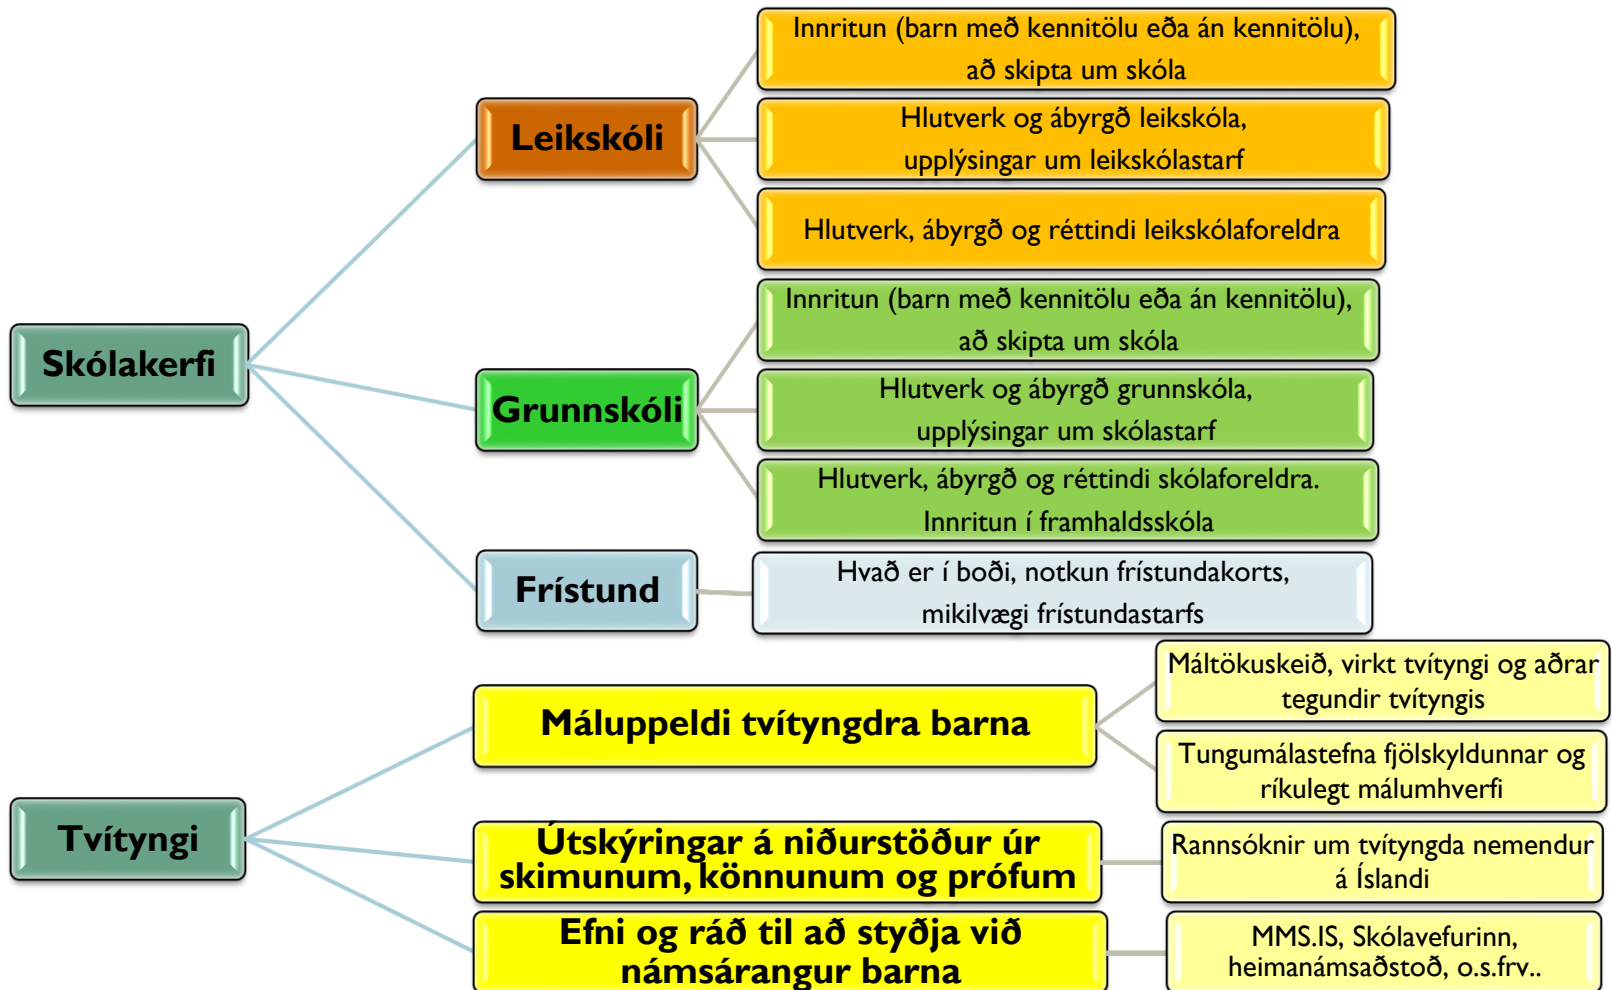 Skólakerfi
Leikskóli
Innritun (barn með kennitölu eða án kennitölu),
að skipta um skóla
Hlutverk og ábyrgð leikskóla,
upplýsingar um leikskólastarf
Hlutverk, ábyrgð og réttindi leikskólaforeldra
Grunnskóli
Innritun (barn með kennitölu eða án kennitölu),
að skipta um skóla
Hlutverk og ábyrgð grunnskóla,
upplýsingar um skólastarf
Hlutverk, ábyrgð og réttindi skólaforeldra.
Innritun í framhaldsskóla
Frístund
Hvað er í boði, notkun frístundakorts,
mikilvægi frístundastarfs
Tvítyngi
Máluppeldi tvítyngdra barna
Máltökuskeið, virkt tvítyngi og aðrar
tegundir tvítyngis
Tungumálastefna fjölskyldunnar og
ríkulegt málumhverfi
Útskýringar á niðurstöður úr
skimunum, könnunum og prófum
Rannsóknir um tvítyngda nemendur
á Íslandi
Efni og ráð til að styðja við
námsárangur barna
MMS.IS, Skólavefurinn,
heimanámsaðstoð, o.s.frv..